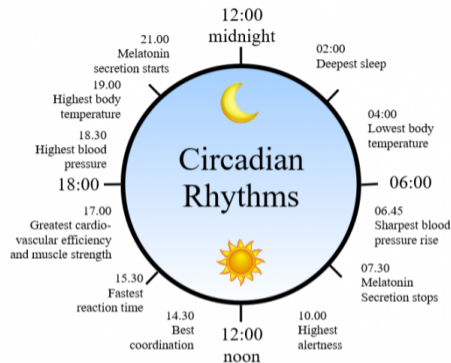 12:00
midnight
02:00
Deepest sleep
04:00
Lowest body
temperature
06:00
06.45
Sharpest blood
pressure rise
07.30
Melatonin
Secretion stops
10.00
Highest
alertness
12:00
noon
14.30
Best
coordination
15.30
Fastest
reaction time
17.00
Greatest cardio-
vascular efficiency
and muscle strength
18:00
18.30
Highest blood
pressure
19.00
Highest body
temperature
21.00
Melatonin
secretion starts
Circadian
Rhythms